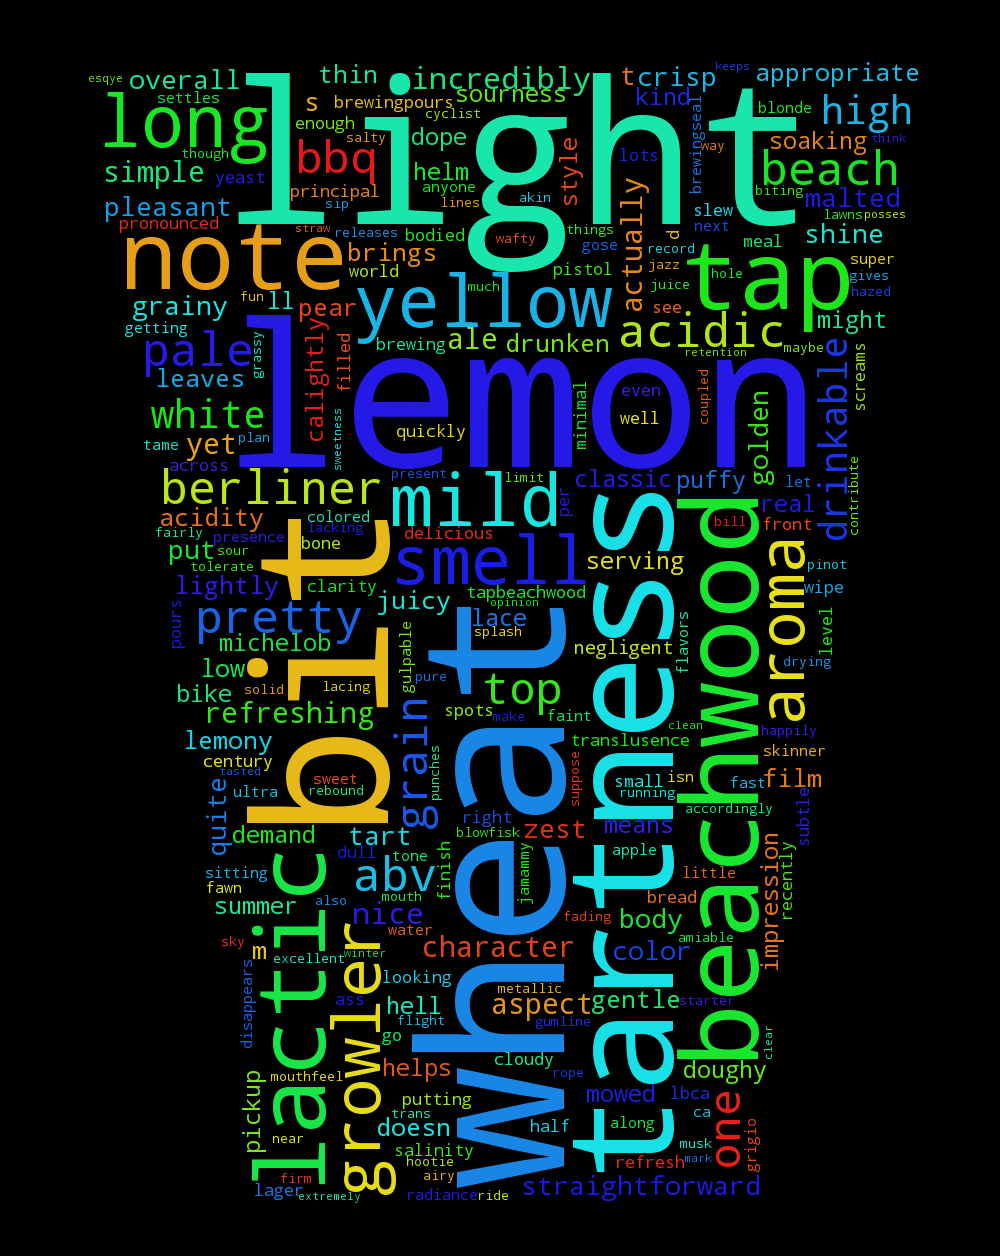 keeps
esqye
overall
thin
incredibly
t
crisp
appropriate
settles
s
brewingpours
sourness
kind
long
light
high
blonde
cyclist
enough
dope
salty
style
soaking
way
think
though
bbq
helm
lots
brewingseal
beach
simple
yeast
principal
anyone
akin
biting
malted
sip
lines
slew
pleasant
lawns
posses
pronounced
straw
releases
bodied
wafty
things
gose
actually
d
next
shine
note
brings
record
meal
super
world
pistol
jazz
tap
gives
fun
much
juice
hole
hazed
grainy
ll
pear
yellow
see
might
getting
calightly
filled
brewing
ale
drunken
acidic
retention
maybe
pale
grassy
lemon
leaves
coupled
drinkable
screams
even
white
minimal
well
golden
yet
plan
sweetness
quickly
tame
across
present
limit
classic
puffy
let
berliner
mild
per
contribute
acidity
colored
real
fairly
presence
lacking
delicious
bill
front
put
sour
bone
smell
serving
aroma
pinot
tolerate
lightly
clarity
tapbeachwood
wipe
juicy
opinion
pours
pretty
lace
splash
level
michelob
gulpable
negligent
flavors
drying
low
pure
bit
solid
lacing
top
bike
refreshing
spots
make
faint
clean
lemony
grain
translusence
happily
century
skinner
tasted
sweet
punches
wheat
tartness
beachwood
small
isn
fast
film
ultra
rebound
suppose
running
accordingly
quite
right
subtle
demand
tart
blowfisk
zest
means
dull
tone
finish
apple
sitting
abv
jamammy
little
impression
recently
fawn
also
mouth
bread
summer
nice
fading
body
water
sky
m
lactic
growler
character
color
amiable
excellent
winter
looking
metallic
disappears
ass
hell
aspect
gentle
starter
flight
gumline
go
cloudy
clear
helps
rope
doughy
mouthfeel
pickup
putting
mowed
lbca
trans
ca
near
doesn
half
along
one
musk
salinity
hootie
refresh
mark
grigio
firm
airy
lager
extremely
radiance
ride
straightforward